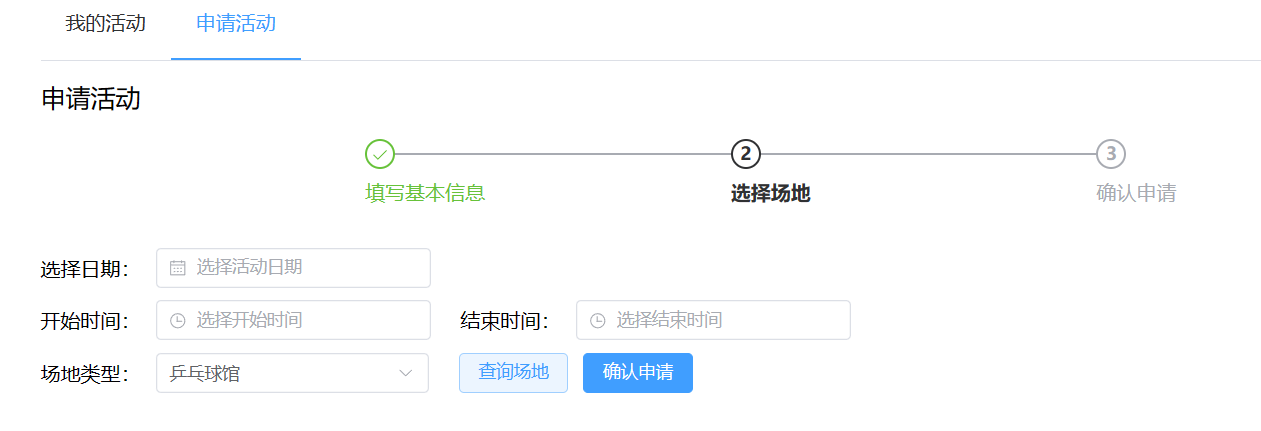 我的活动 申请活动
申请活动
2 3
填写基本信息 选择场地 确认申请
选择日期： 选择活动日期
开始时间： 选择开始时间 结束时间： 选择结束时间
场地类型： 乒乓球馆 查询场地 确认申请